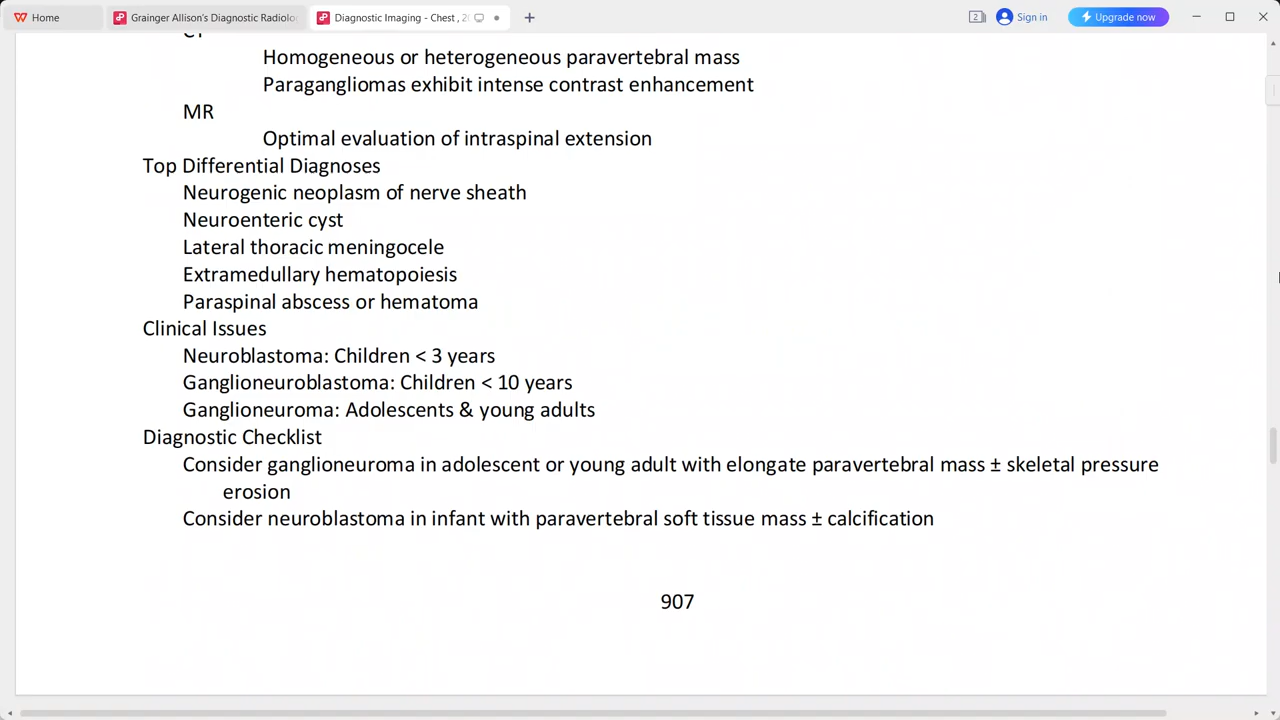 Home
Grainger Allison's Diagnostic Radiolo
Diagnostic Imaging - Chest , 2
2
Sign in
Upgrade now
CT
Homogeneous or heterogeneous paravertebral mass
Paragangliomas exhibit intense contrast enhancement
MR
Optimal evaluation of intraspinal extension
Top Differential Diagnoses
Neurogenic neoplasm of nerve sheath
Neuroenteric cyst
Lateral thoracic meningocele
Extramedullary hematopoiesis
Paraspinal abscess or hematoma
Clinical Issues
Neuroblastoma: Children < 3 years
Ganglioneuroblastoma: Children < 10 years
Ganglioneuroma: Adolescents & young adults
Diagnostic Checklist
Consider ganglioneuroma in adolescent or young adult with elongate paravertebral mass ± skeletal pressure
erosion
Consider neuroblastoma in infant with paravertebral soft tissue mass ± calcification
907